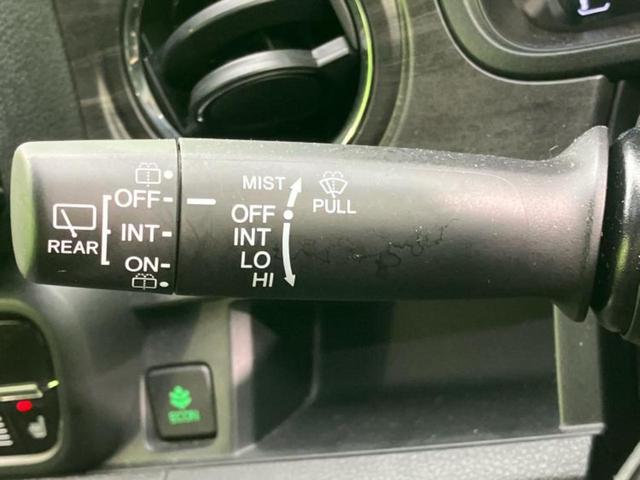 REAR
OFF
INT
ON
MIST
OFF
INT
LO
HI
PULL
ECON